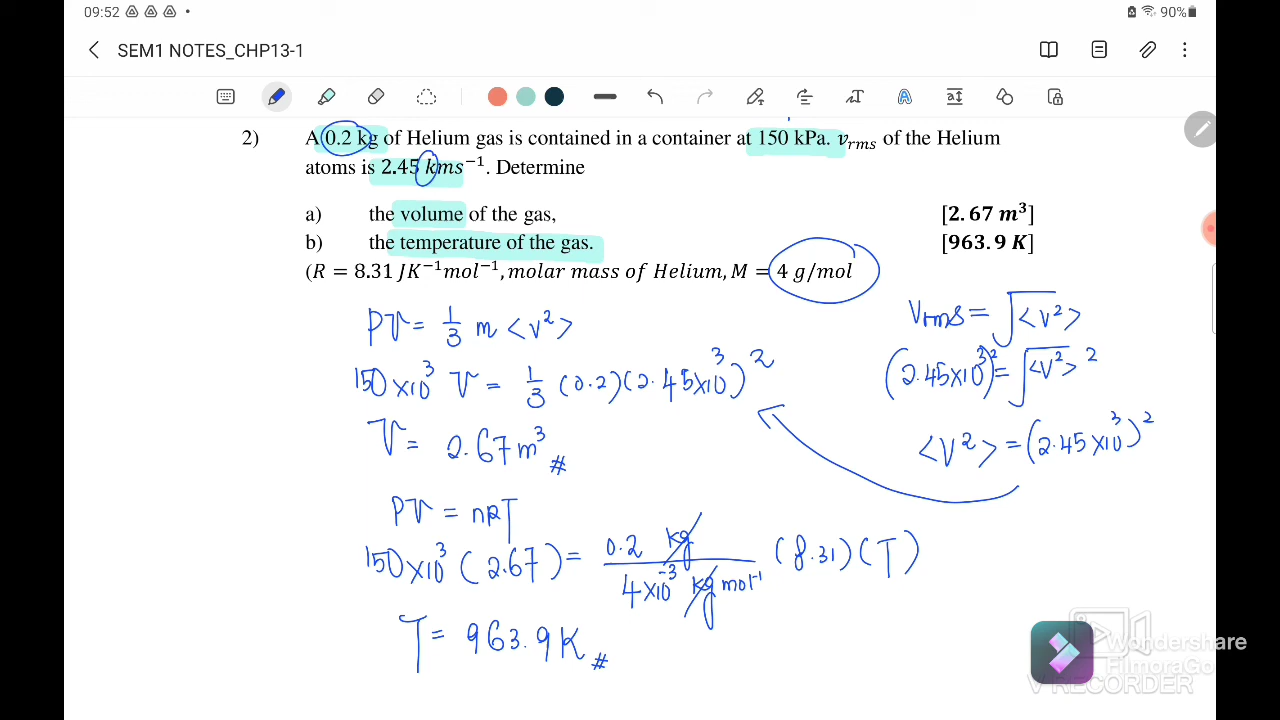 09:52
90%
SEM1 NOTES_CHP13-1
2) A 0.2 kg of Helium gas is contained in a container at 150 kPa. v_rms of the Helium
atoms is 2.45 kms⁻¹. Determine
a) the volume of the gas, [2.67 m³]
b) the temperature of the gas. [963.9 K]
(R = 8.31 JK⁻¹mol⁻¹, molar mass of Helium, M = 4 g/mol
PV = 1/3 m <v²>
150×10³ V = 1/3 (0.2)(2.45×10³)²
V = 2.67 m³ #
Vrms = √<v²>
(2.45×10³)² = √<v²>²
<v²> = (2.45×10³)²
PV = nRT
150×10³ (2.67) = 0.2 kg / 4×10⁻³ kg mol⁻¹ (8.31)(T)
T = 963.9 K #
Wondershare
FilmoraGo
V RECORDER